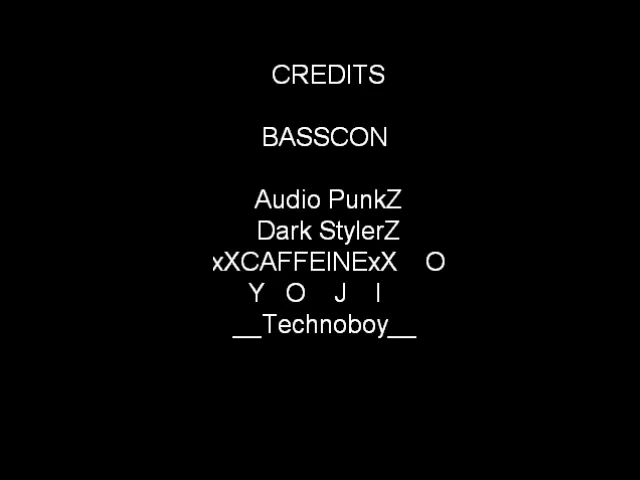 CREDITS
BASSCON
Audio PunkZ
Dark StylerZ
xXCAFFEINExX O
Y O J I
__Technoboy__